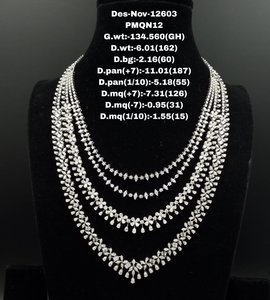 Des-Nov-12603
PMQN12
G.wt:-134.560(GH)
D.wt:-6.01(162)
D.bg:-2.16(60)
D.pan(+7):-11.01(187)
D.pan(1/10):-5.18(55)
D.mq(+7):-7.31(126)
D.mq(-7):-0.95(31)
D.mq(1/10):-1.55(15)